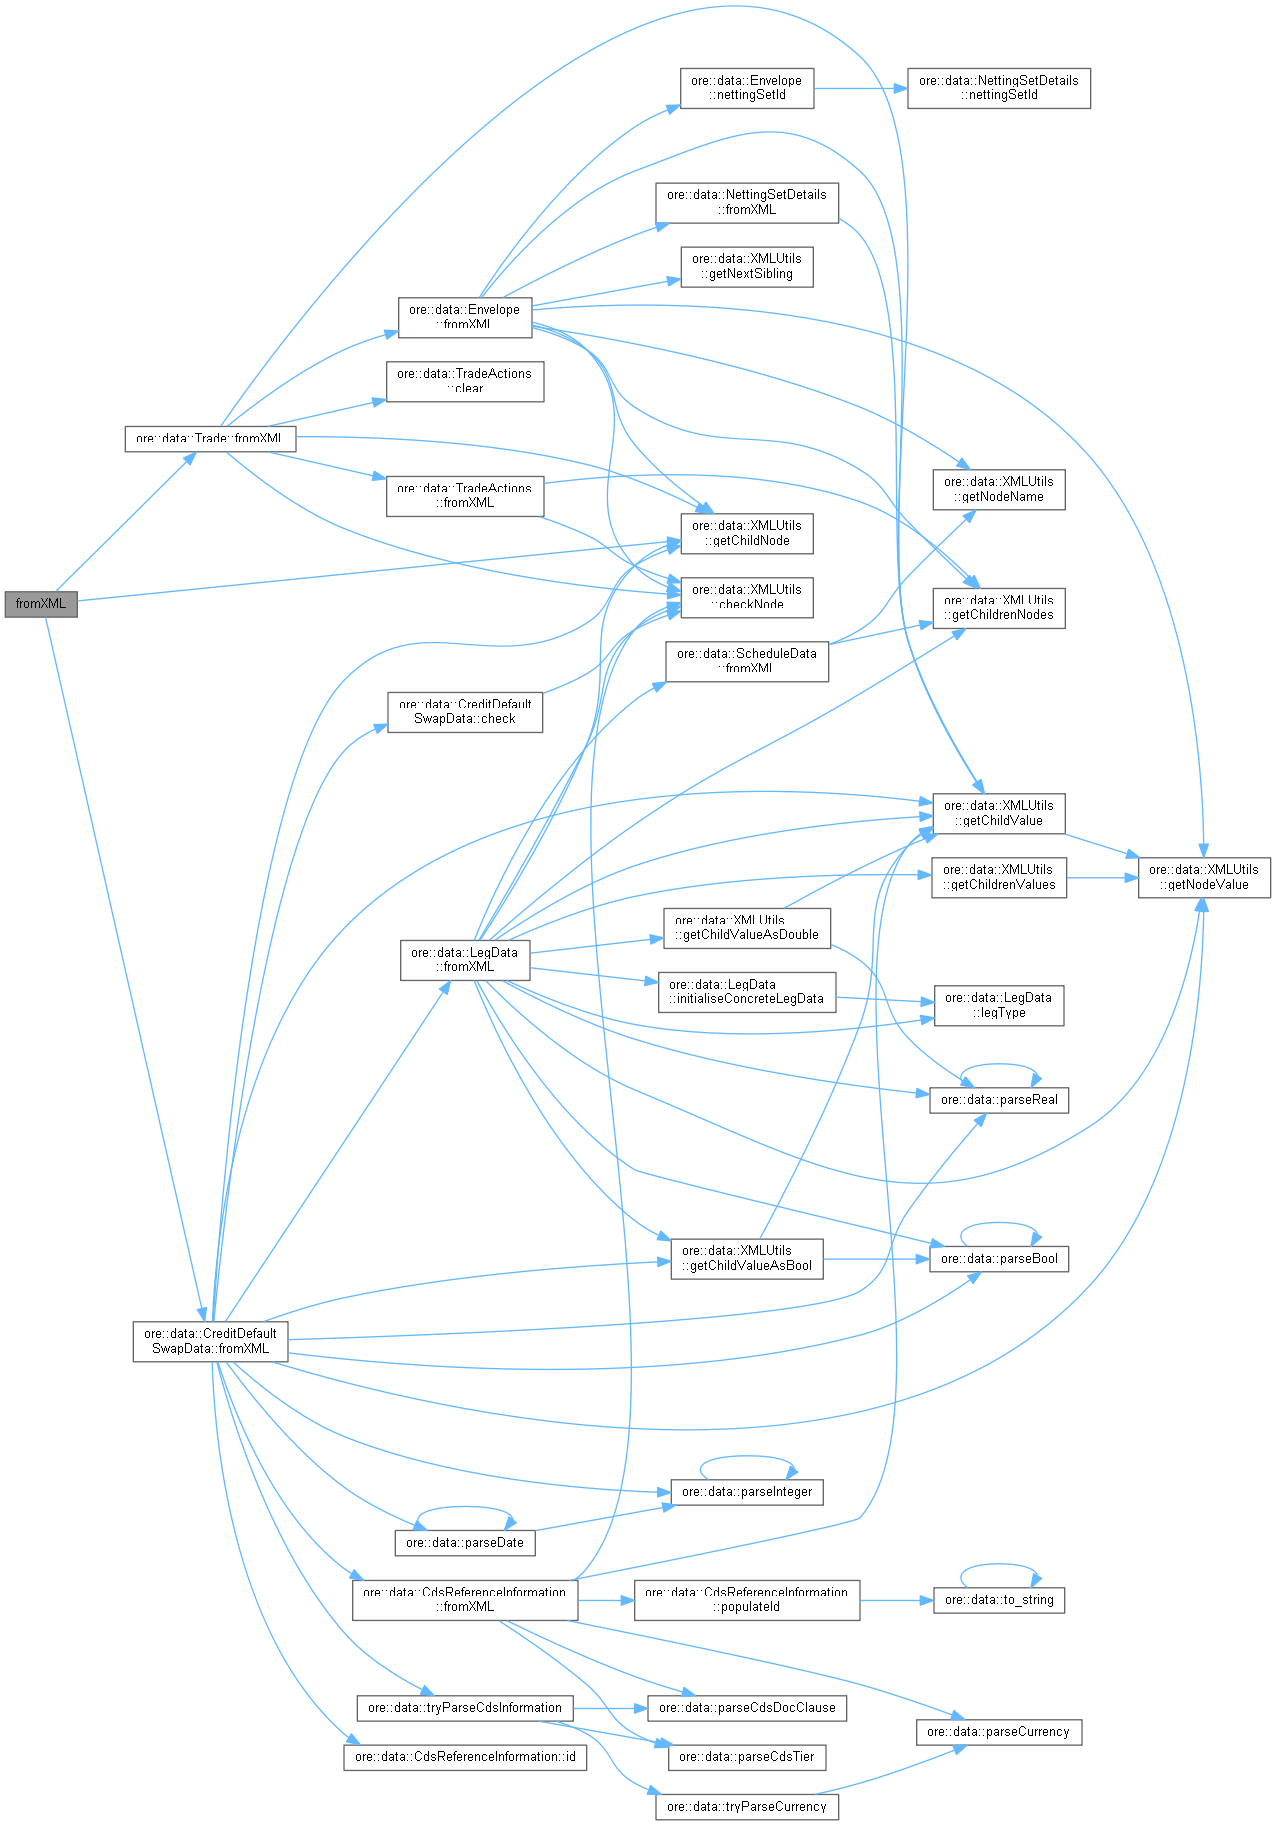 ore::data::Envelope
::nettingSetId
ore::data::NettingSetDetails
::nettingSetId
ore::data::NettingSetDetails
::fromXML
ore::data::XMLUtils
::getNextSibling
ore::data::Envelope
::fromXML
ore::data::TradeActions
::clear
ore::data::Trade::fromXML
ore::data::TradeActions
::fromXML
ore::data::XMLUtils
::getNodeName
ore::data::XMLUtils
::getChildNode
fromXML
ore::data::XMLUtils
::checkNode
ore::data::XMLUtils
::getChildrenNodes
ore::data::ScheduleData
::fromXML
ore::data::CreditDefault
SwapData::check
ore::data::XMLUtils
::getChildValue
ore::data::XMLUtils
::getChildrenValues
ore::data::XMLUtils
::getNodeValue
ore::data::XMLUtils
::getChildValueAsDouble
ore::data::LegData
::fromXML
ore::data::LegData
::initialiseConcreteLegData
ore::data::LegData
::legType
ore::data::parseReal
ore::data::XMLUtils
::getChildValueAsBool
ore::data::parseBool
ore::data::CreditDefault
SwapData::fromXML
ore::data::parseInteger
ore::data::parseDate
ore::data::CdsReferenceInformation
::fromXML
ore::data::CdsReferenceInformation
::populateId
ore::data::to_string
ore::data::tryParseCdsInformation
ore::data::parseCdsDocClause
ore::data::parseCurrency
ore::data::CdsReferenceInformation::id
ore::data::parseCdsTier
ore::data::tryParseCurrency